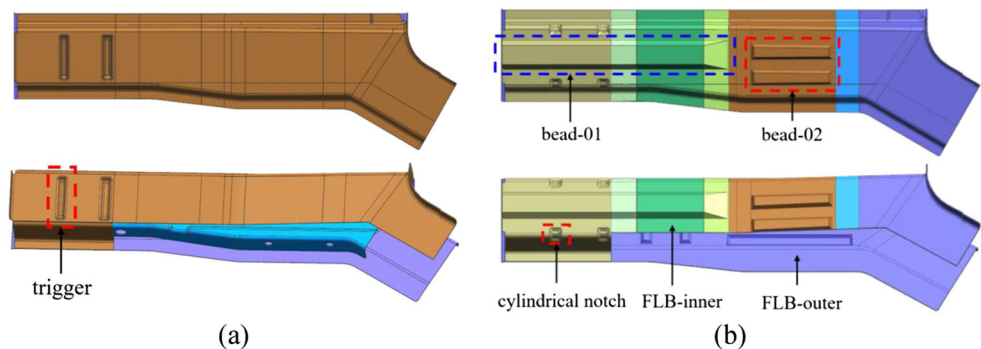 bead-01
bead-02
trigger
cylindrical notch
FLB-inner
FLB-outer
(a)
(b)